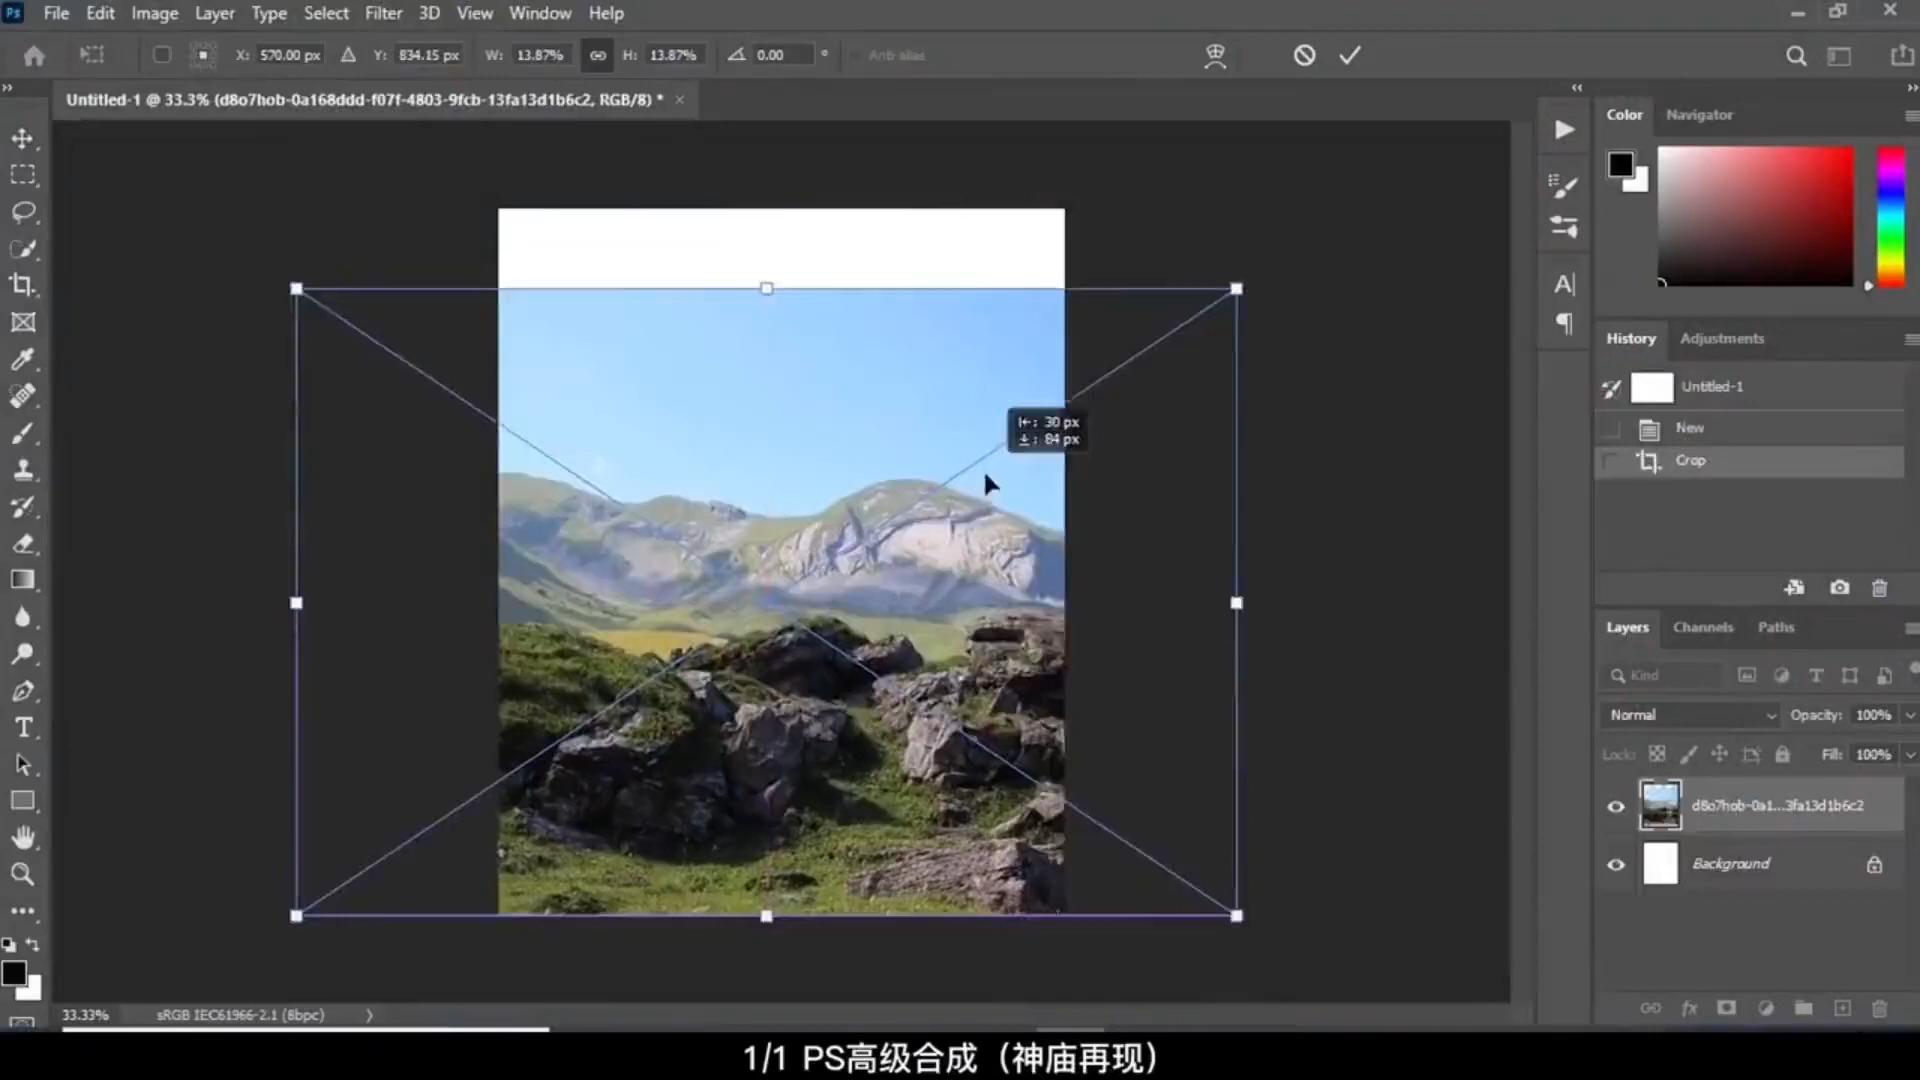 Ps File Edit Image Layer Type Select Filter 3D View Window Help
X: 570.00 px Y: 834.15 px W: 13.87% H: 13.87% 0.00 ° Anti-alias
Untitled-1 @ 33.3% (d8o7hob-0a168ddd-f07f-4803-9fcb-13fa13d1b6c2, RGB/8) *
Color Navigator
30 px
84 px
History Adjustments
Untitled-1
New
Crop
Layers Channels Paths
Kind
Normal Opacity: 100%
Lock: Fill: 100%
d8o7hob-0a1...3fa13d1b6c2
Background
33.33% sRGB IEC61966-2.1 (8bpc)
1/1 PS高级合成（神庙再现）